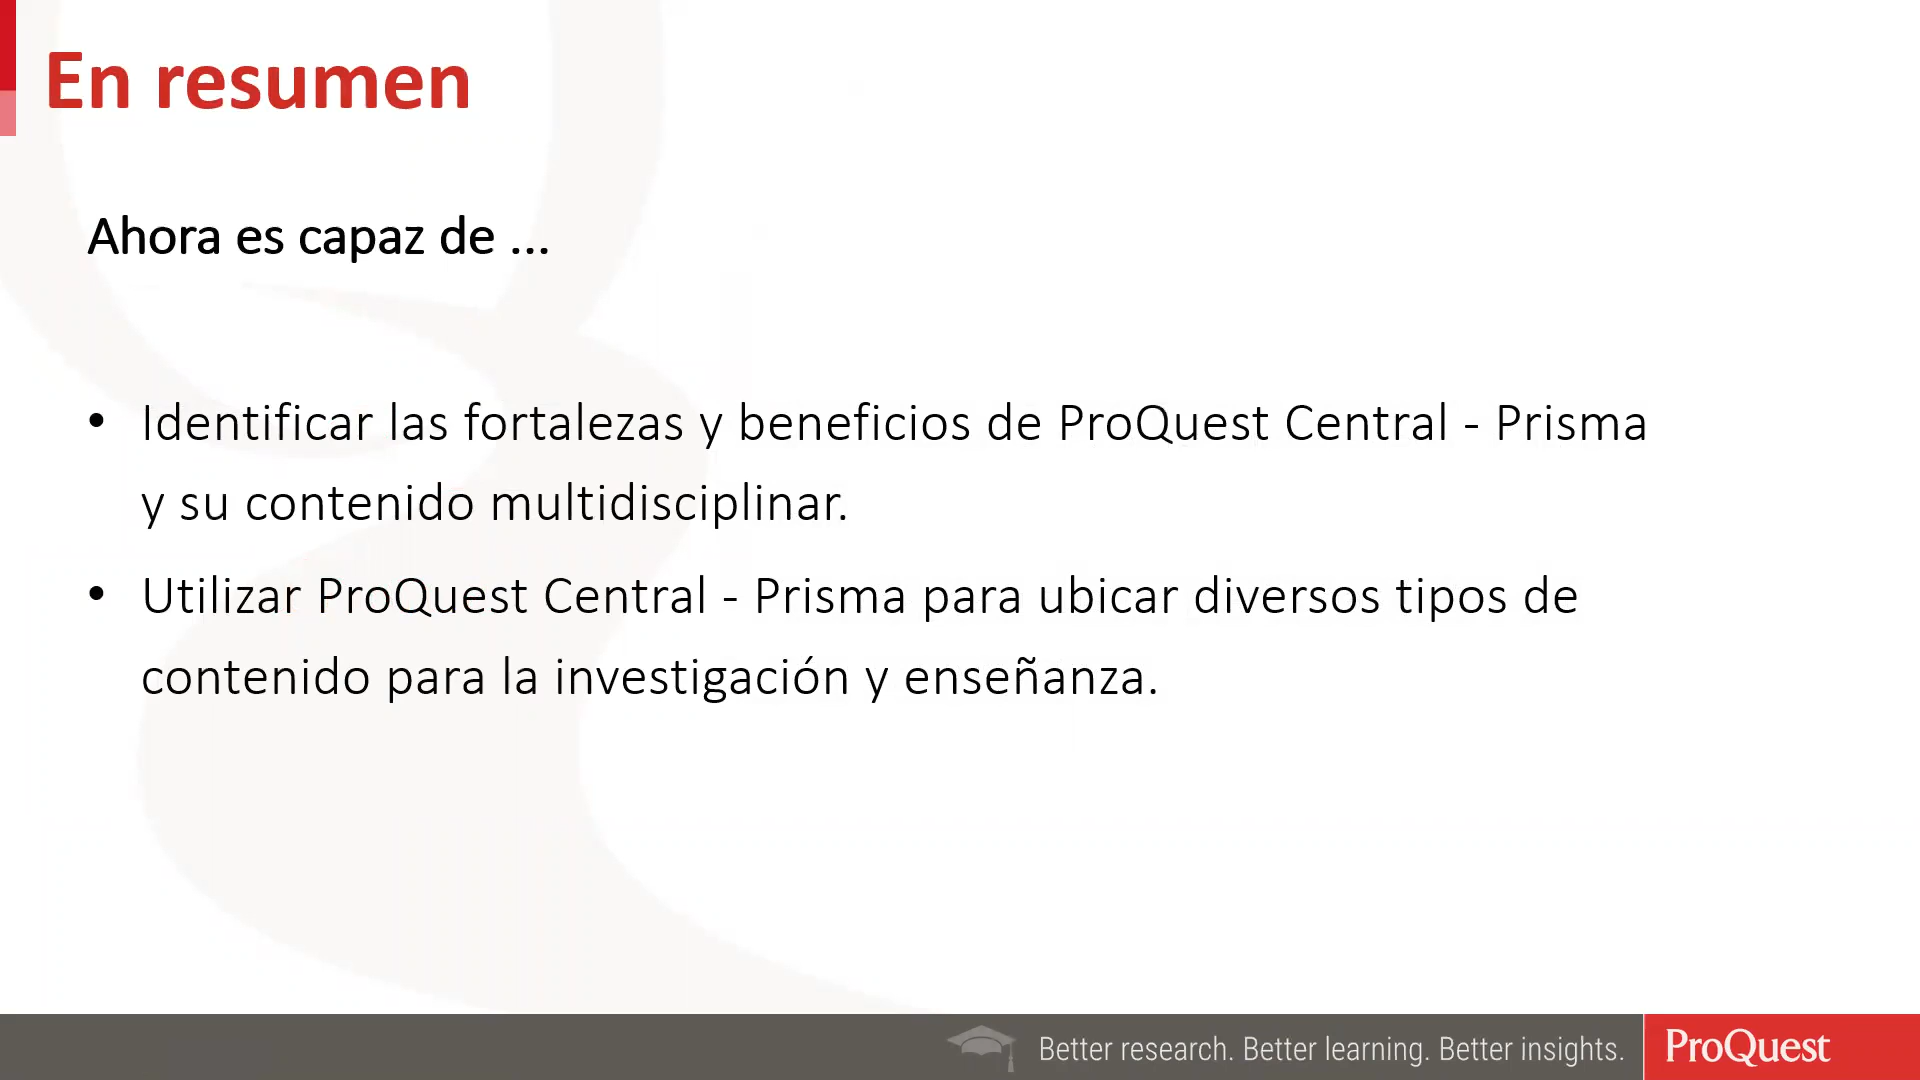 En resumen
Ahora es capaz de ...
• Identificar las fortalezas y beneficios de ProQuest Central - Prisma
y su contenido multidisciplinar.
• Utilizar ProQuest Central - Prisma para ubicar diversos tipos de
contenido para la investigación y enseñanza.
Better research. Better learning. Better insights.
ProQuest